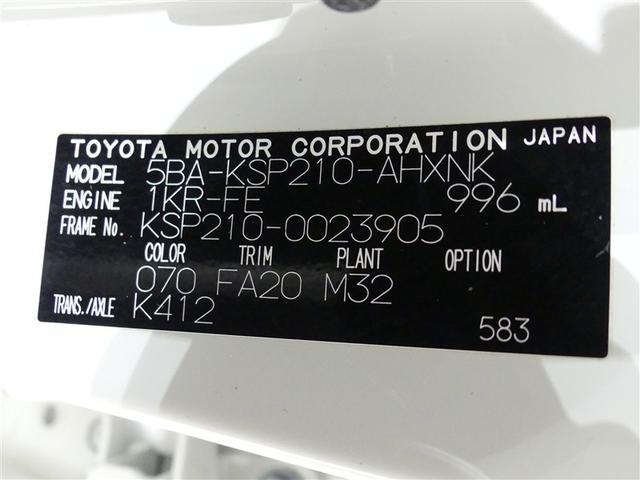 TOYOTA MOTOR CORPORATION JAPAN
MODEL 5BA-KSP210-AHXNK
ENGINE 1KR-FE 996 mL
FRAME No. KSP210-0023905
COLOR TRIM PLANT OPTION
070 FA20 M32
TRANS./AXLE K412
583